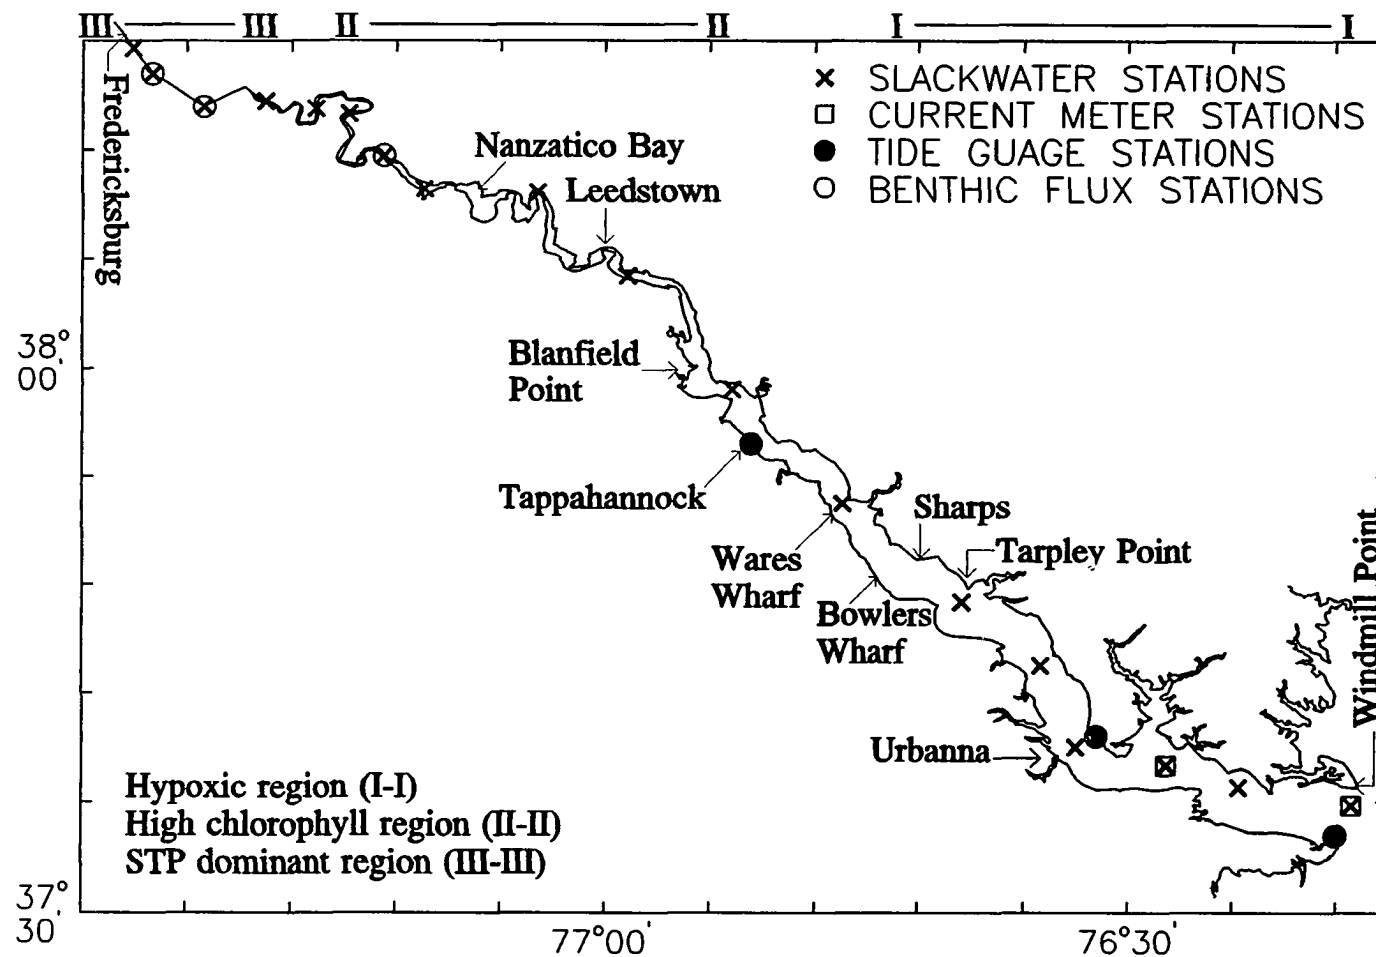 III III II II I I
SLACKWATER STATIONS
CURRENT METER STATIONS
TIDE GUAGE STATIONS
BENTHIC FLUX STATIONS
Fredericksburg
Nanzatico Bay
Leedstown
38°
00'
Blanfield
Point
Tappahannock
Sharps
Tarpley Point
Wares
Wharf
Bowlers
Wharf
Windmill Point
Urbanna
Hypoxic region (I-I)
High chlorophyll region (II-II)
STP dominant region (III-III)
37°
30'
77°00'
76°30'